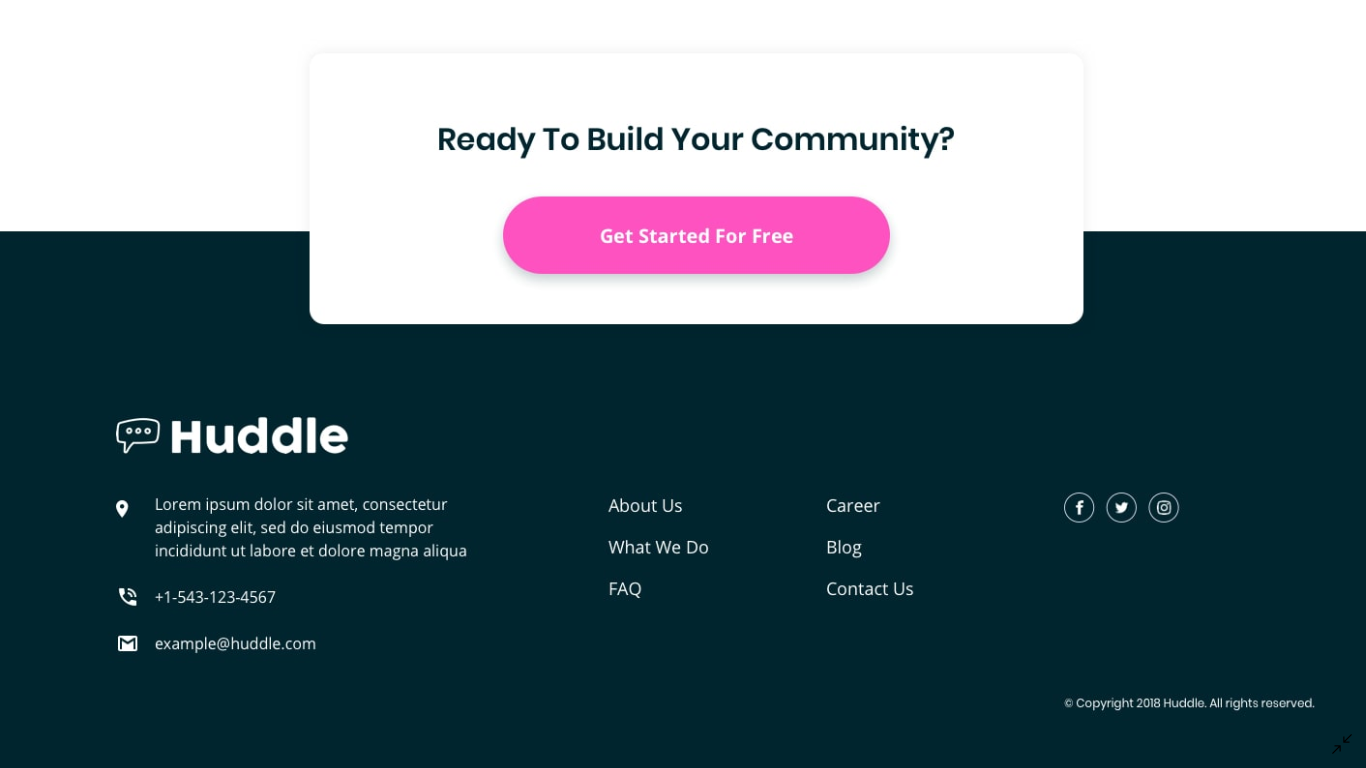 Ready To Build Your Community?
Get Started For Free
Huddle
Lorem ipsum dolor sit amet, consectetur
adipiscing elit, sed do eiusmod tempor
incididunt ut labore et dolore magna aliqua
+1-543-123-4567
example@huddle.com
About Us
What We Do
FAQ
Career
Blog
Contact Us
© Copyright 2018 Huddle. All rights reserved.